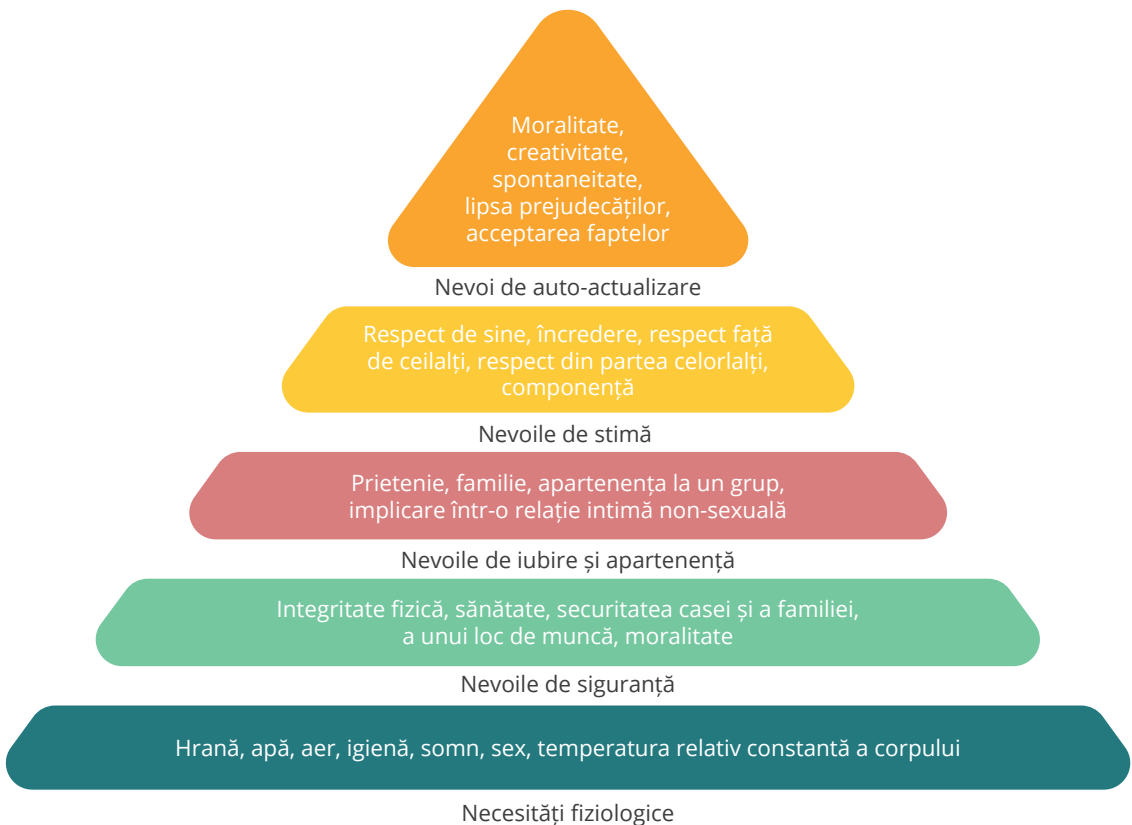 Moralitate,
creativitate,
spontaneitate,
lipsa prejudecăților,
acceptarea faptelor
Nevoi de auto-actualizare
Respect de sine, încredere, respect față
de ceilalți, respect din partea celorlalți,
componență
Nevoile de stimă
Prietenie, familie, apartenența la un grup,
implicare într-o relație intimă non-sexuală
Nevoile de iubire și apartenență
Integritate fizică, sănătate, securitatea casei și a familiei,
a unui loc de muncă, moralitate
Nevoile de siguranță
Hrană, apă, aer, igienă, somn, sex, temperatura relativ constantă a corpului
Necesități fiziologice